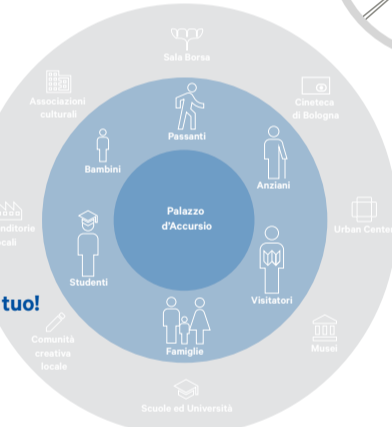 Sala Borsa
Associazioni
culturali
Cineteca
di Bologna
Passanti
Bambini
Anziani
Palazzo
d'Accursio
Urban Center
Studenti
Visitatori
tuo!
Famiglie
Comunità
creativa
locale
Musei
Scuole ed Università